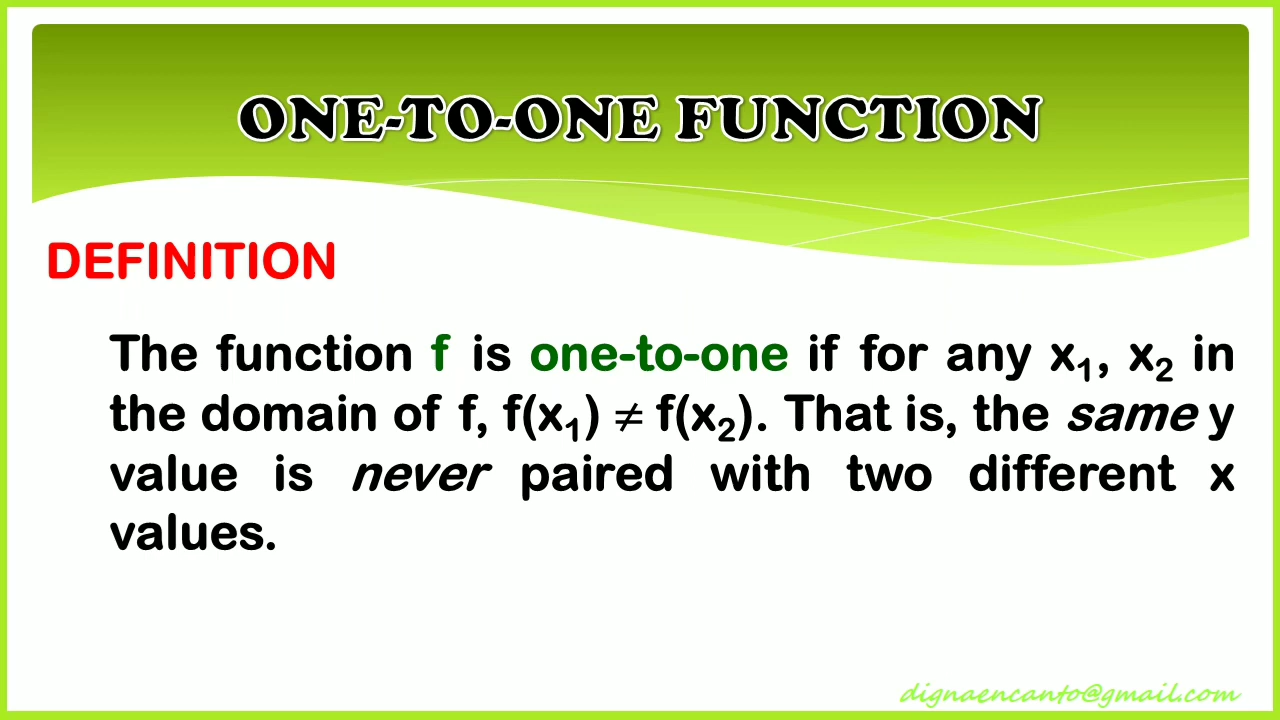 ONE-TO-ONE FUNCTION
DEFINITION
The function f is one-to-one if for any x₁, x₂ in
the domain of f, f(x₁) ≠ f(x₂). That is, the same y
value is never paired with two different x
values.
dignaencanto@gmail.com